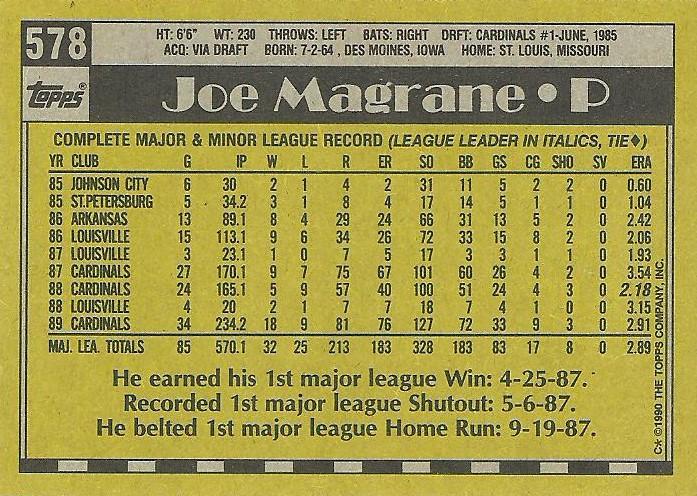 578 HT: 6'6" WT: 230 THROWS: LEFT BATS: RIGHT DRFT: CARDINALS #1-JUNE, 1985
ACQ: VIA DRAFT BORN: 7-2-64, DES MOINES, IOWA HOME: ST. LOUIS, MISSOURI
Topps Joe Magrane • P
COMPLETE MAJOR & MINOR LEAGUE RECORD (LEAGUE LEADER IN ITALICS, TIE♦)
YR CLUB G IP W L R ER SO BB GS CG SHO SV ERA
85 JOHNSON CITY 6 30 2 1 4 2 31 11 5 2 2 0 0.60
85 ST.PETERSBURG 5 34.2 3 1 8 4 17 14 5 1 1 0 1.04
86 ARKANSAS 13 89.1 8 4 29 24 66 31 13 5 2 0 2.42
86 LOUISVILLE 15 113.1 9 6 34 26 72 33 15 8 2 0 2.06
87 LOUISVILLE 3 23.1 1 0 7 5 17 3 3 1 1 0 1.93
87 CARDINALS 27 170.1 9 7 75 67 101 60 26 4 2 0 3.54
88 CARDINALS 24 165.1 5 9 57 40 100 51 24 4 3 0 2.18
88 LOUISVILLE 4 20 2 1 7 7 18 7 4 1 0 0 3.15
89 CARDINALS 34 234.2 18 9 81 76 127 72 33 9 3 0 2.91
MAJ. LEA. TOTALS 85 570.1 32 25 213 183 328 183 83 17 8 0 2.89
He earned his 1st major league Win: 4-25-87.
Recorded 1st major league Shutout: 5-6-87.
He belted 1st major league Home Run: 9-19-87.
C* ©1990 THE TOPPS COMPANY, INC.